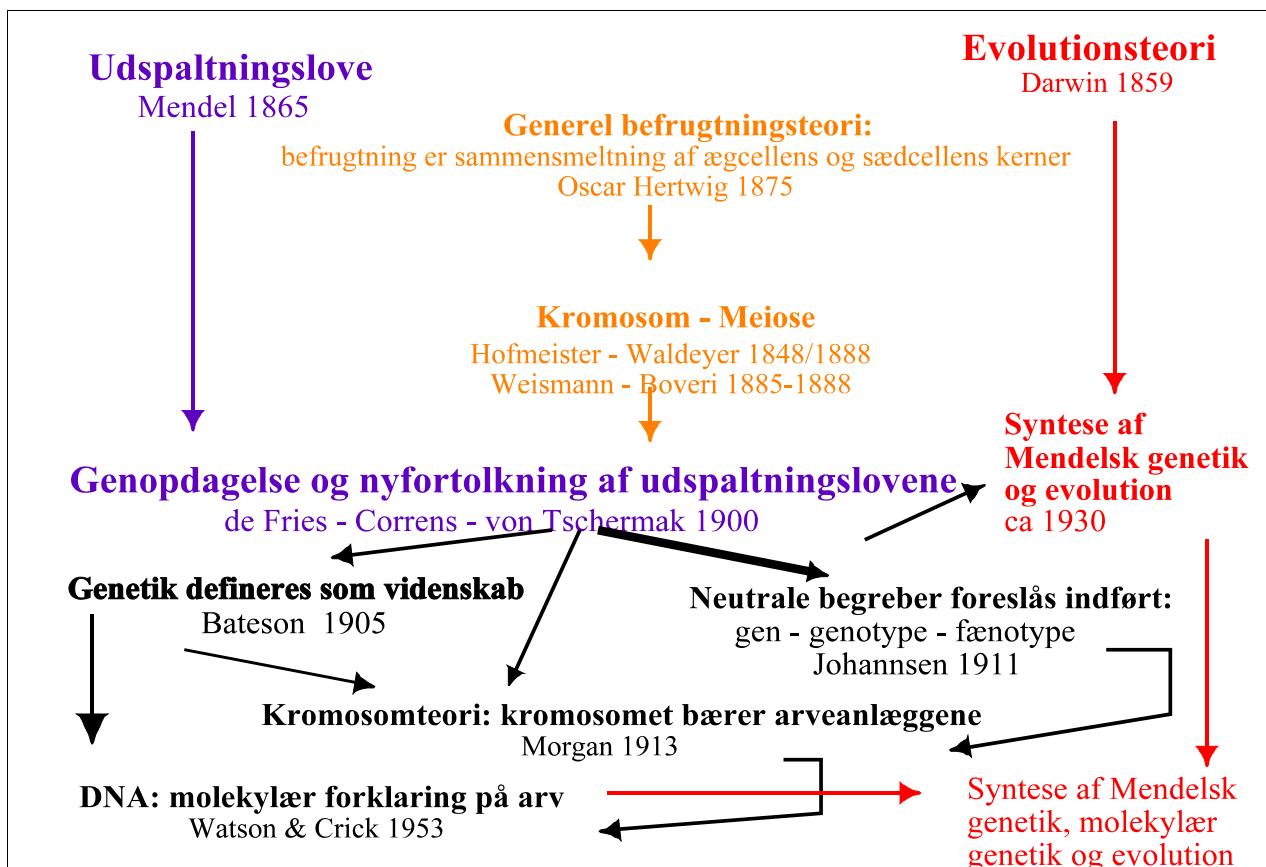 Udspaltningslove
Mendel 1865
Evolutionsteori
Darwin 1859
Generel befrugtningsteori:
befrugtning er sammensmeltning af ægcellens og sædcellens kerner
Oscar Hertwig 1875
Kromosom - Meiose
Hofmeister - Waldeyer 1848/1888
Weismann - Boveri 1885-1888
Syntese af
Mendelsk genetik
og evolution
ca 1930
Genopdagelse og nyfortolkning af udspaltningslovene
de Fries - Correns - von Tschermak 1900
Genetik defineres som videnskab
Bateson 1905
Neutrale begreber foreslås indført:
gen - genotype - fænotype
Johannsen 1911
Kromosomteori: kromosomet bærer arveanlæggene
Morgan 1913
DNA: molekylær forklaring på arv
Watson & Crick 1953
Syntese af Mendelsk
genetik, molekylær
genetik og evolution